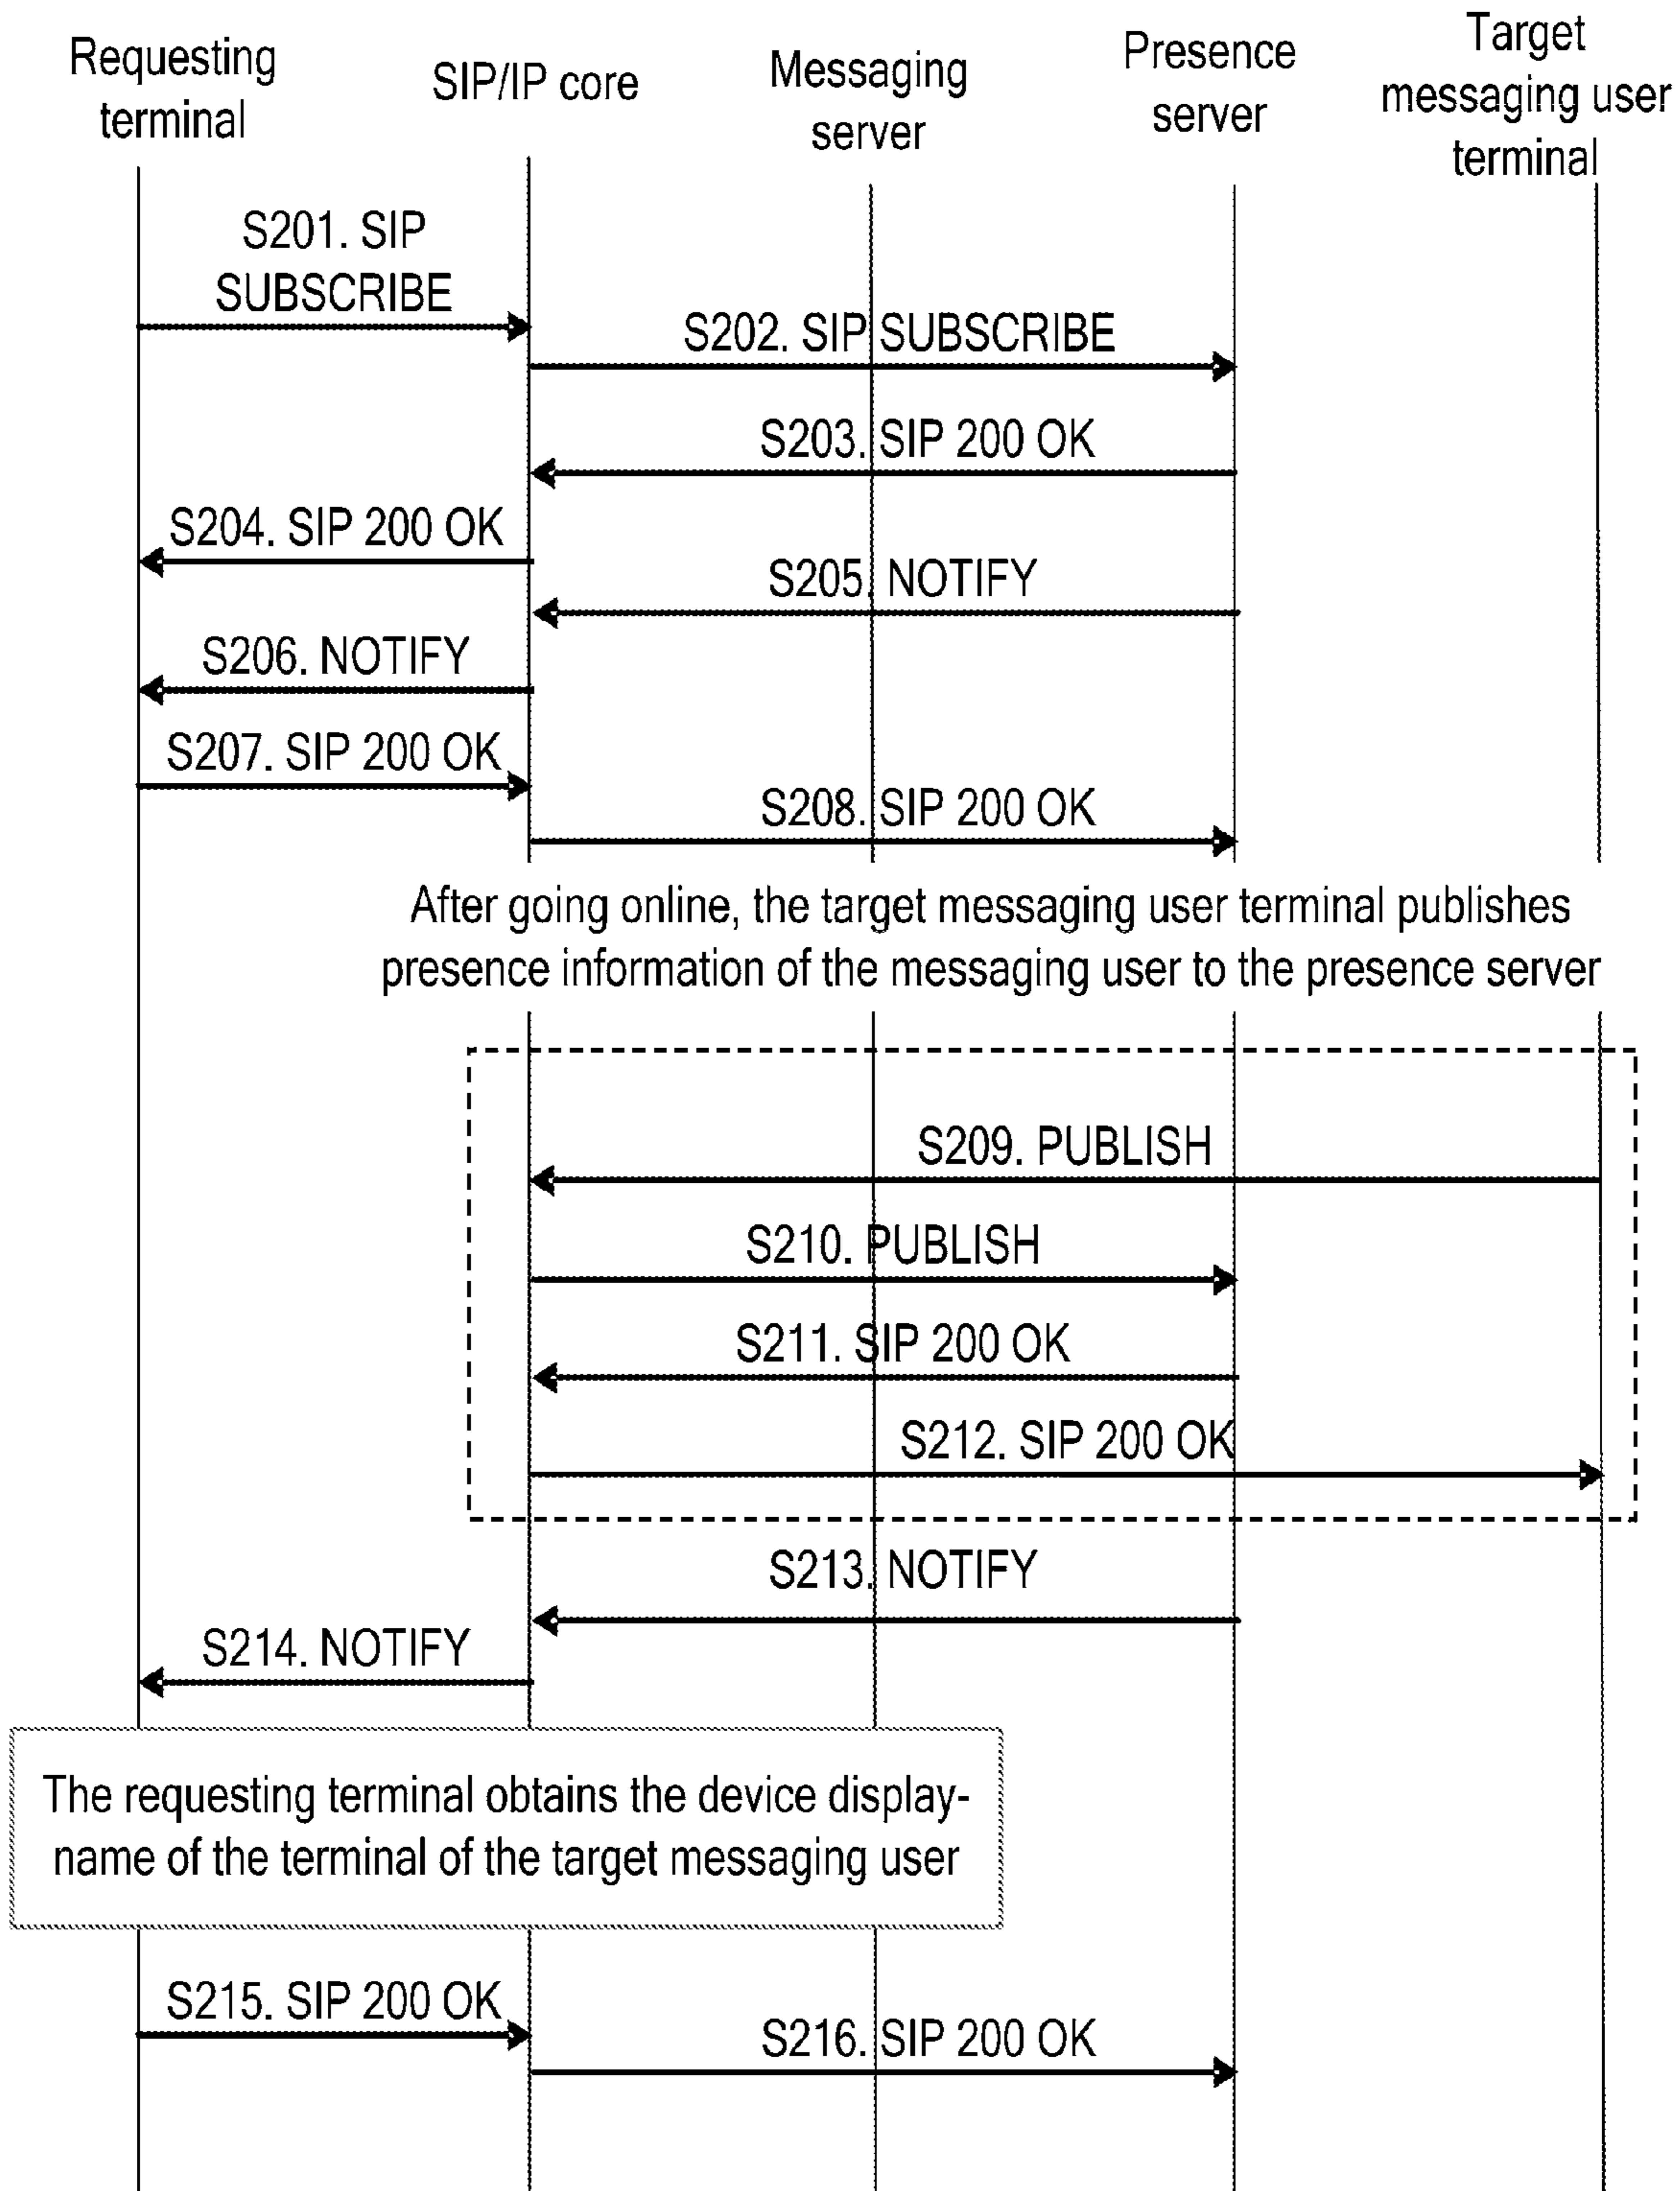 Requesting
terminal
SIP/IP core
Messaging
server
Presence
server
Target
messaging user
terminal
S201. SIP
SUBSCRIBE
S202. SIP SUBSCRIBE
S203. SIP 200 OK
S204. SIP 200 OK
S205. NOTIFY
S206. NOTIFY
S207. SIP 200 OK
S208. SIP 200 OK
After going online, the target messaging user terminal publishes
presence information of the messaging user to the presence server
S209. PUBLISH
S210. PUBLISH
S211. SIP 200 OK
S212. SIP 200 OK
S213. NOTIFY
S214. NOTIFY
The requesting terminal obtains the device display-
name of the terminal of the target messaging user
S215. SIP 200 OK
S216. SIP 200 OK